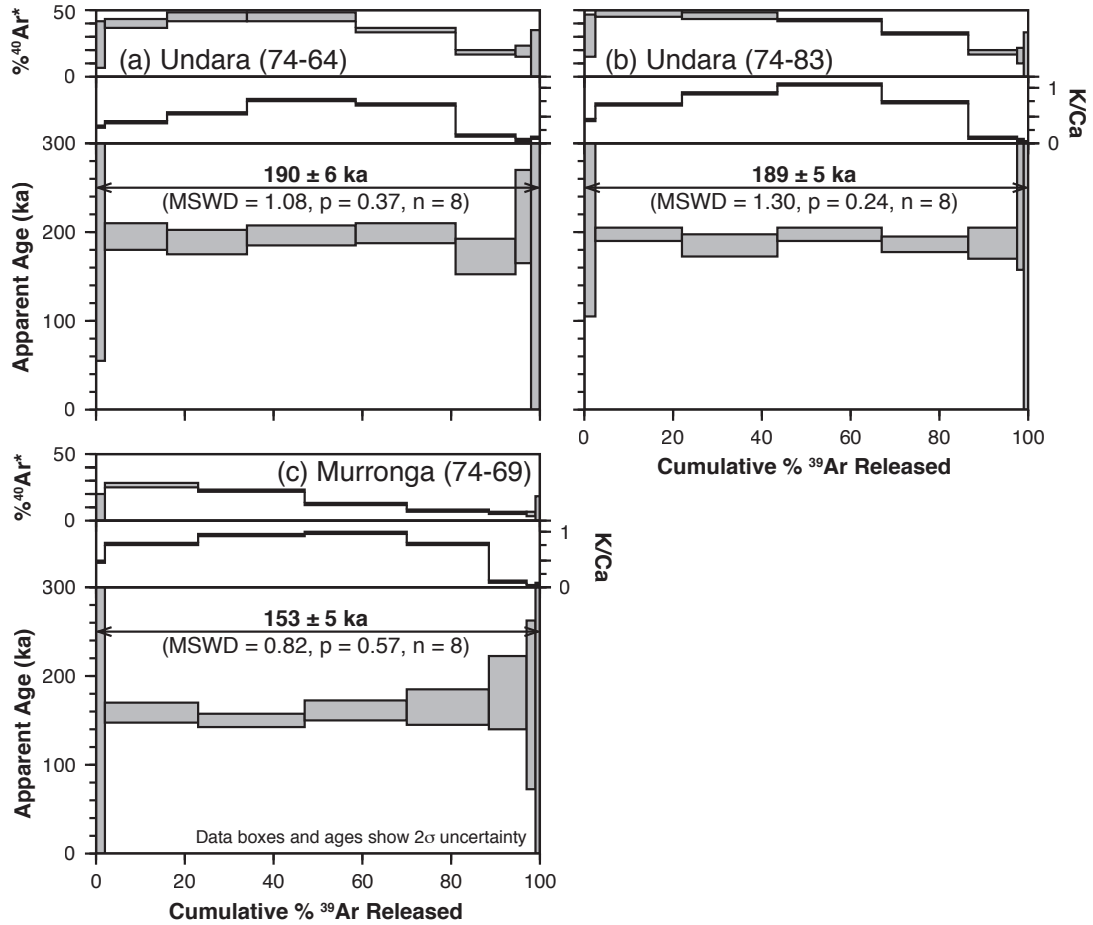 %⁴⁰Ar*
50
0
(a) Undara (74-64)
(b) Undara (74-83)
K/Ca
1
0
Apparent Age (ka)
300
200
100
0
190 ± 6 ka
(MSWD = 1.08, p = 0.37, n = 8)
189 ± 5 ka
(MSWD = 1.30, p = 0.24, n = 8)
0 20 40 60 80 100
Cumulative % ³⁹Ar Released
%⁴⁰Ar*
50
0
(c) Murronga (74-69)
K/Ca
1
0
Apparent Age (ka)
300
200
100
0
153 ± 5 ka
(MSWD = 0.82, p = 0.57, n = 8)
Data boxes and ages show 2σ uncertainty
0 20 40 60 80 100
Cumulative % ³⁹Ar Released